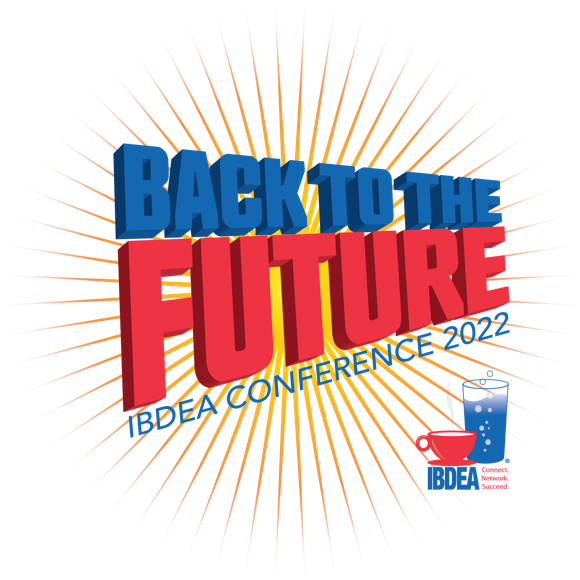 BACK TO THE
FUTURE
IBDEA CONFERENCE 2022
IBDEA
Connect.
Network.
Succeed.
®